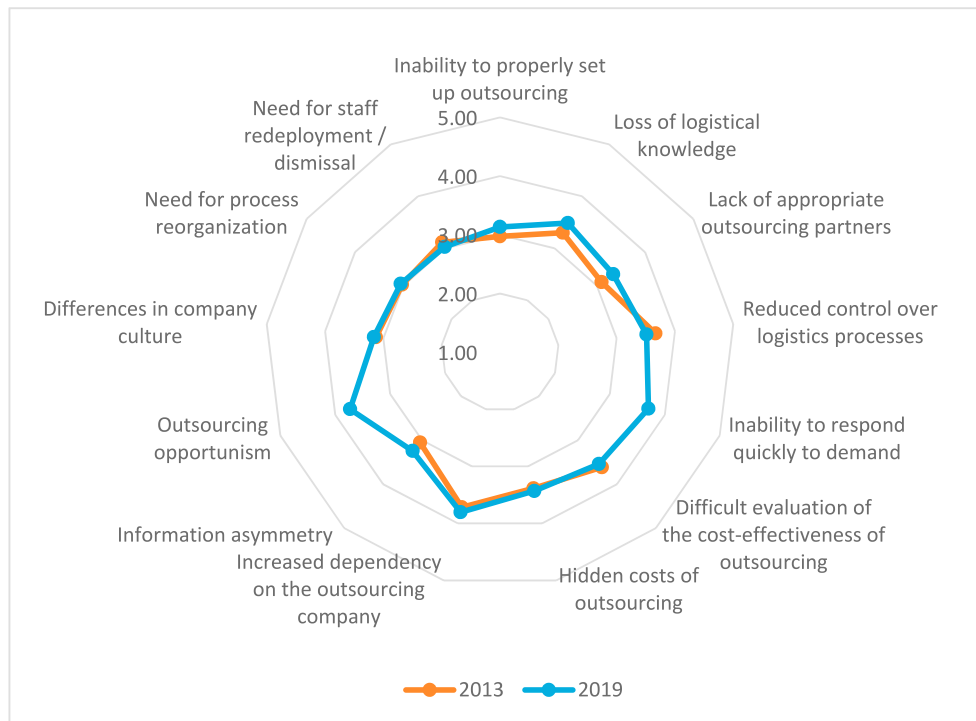 Inability to properly set
up outsourcing
Need for staff
redeployment /
dismissal
5.00
Loss of logistical
knowledge
4.00
Need for process
reorganization
Lack of appropriate
outsourcing partners
3.00
2.00
Differences in company
culture
Reduced control over
logistics processes
1.00
Outsourcing
opportunism
Inability to respond
quickly to demand
Information asymmetry
Difficult evaluation of
the cost-effectiveness of
outsourcing
Increased dependency
on the outsourcing
company
Hidden costs of
outsourcing
2013
2019